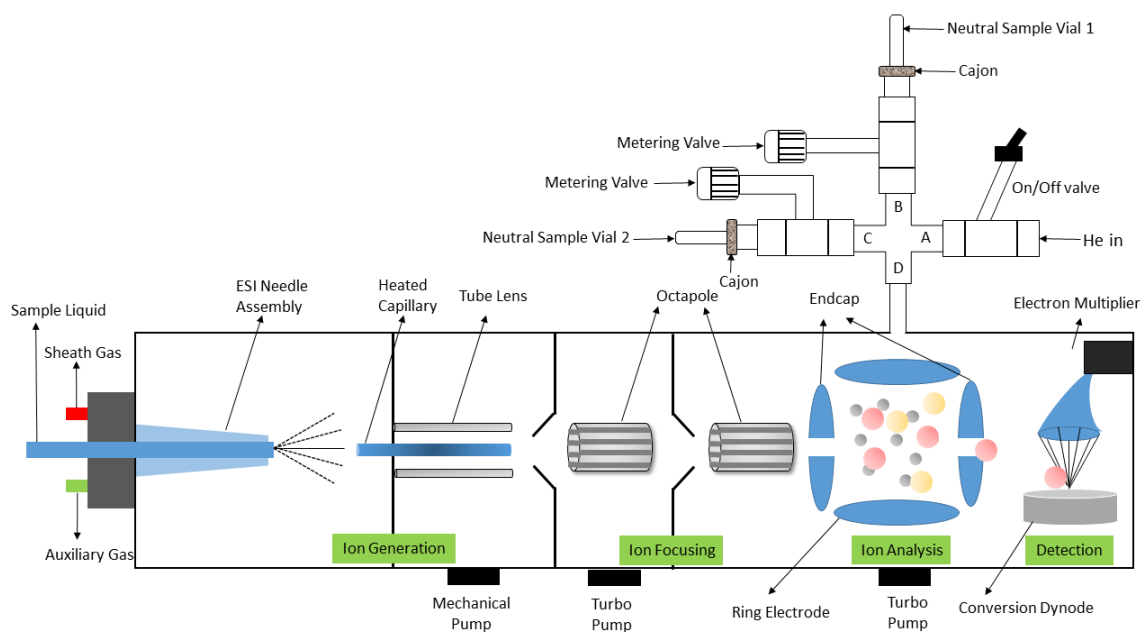 Neutral Sample Vial 1
Cajon
Metering Valve
Metering Valve
On/Off valve
B
Neutral Sample Vial 2
C
A
He in
D
Cajon
ESI Needle
Assembly
Heated
Capillary
Tube Lens
Octapole
Endcap
Electron Multiplier
Sample Liquid
Sheath Gas
Auxiliary Gas
Ion Generation
Ion Focusing
Ion Analysis
Detection
Mechanical
Pump
Turbo
Pump
Ring Electrode
Turbo
Pump
Conversion Dynode